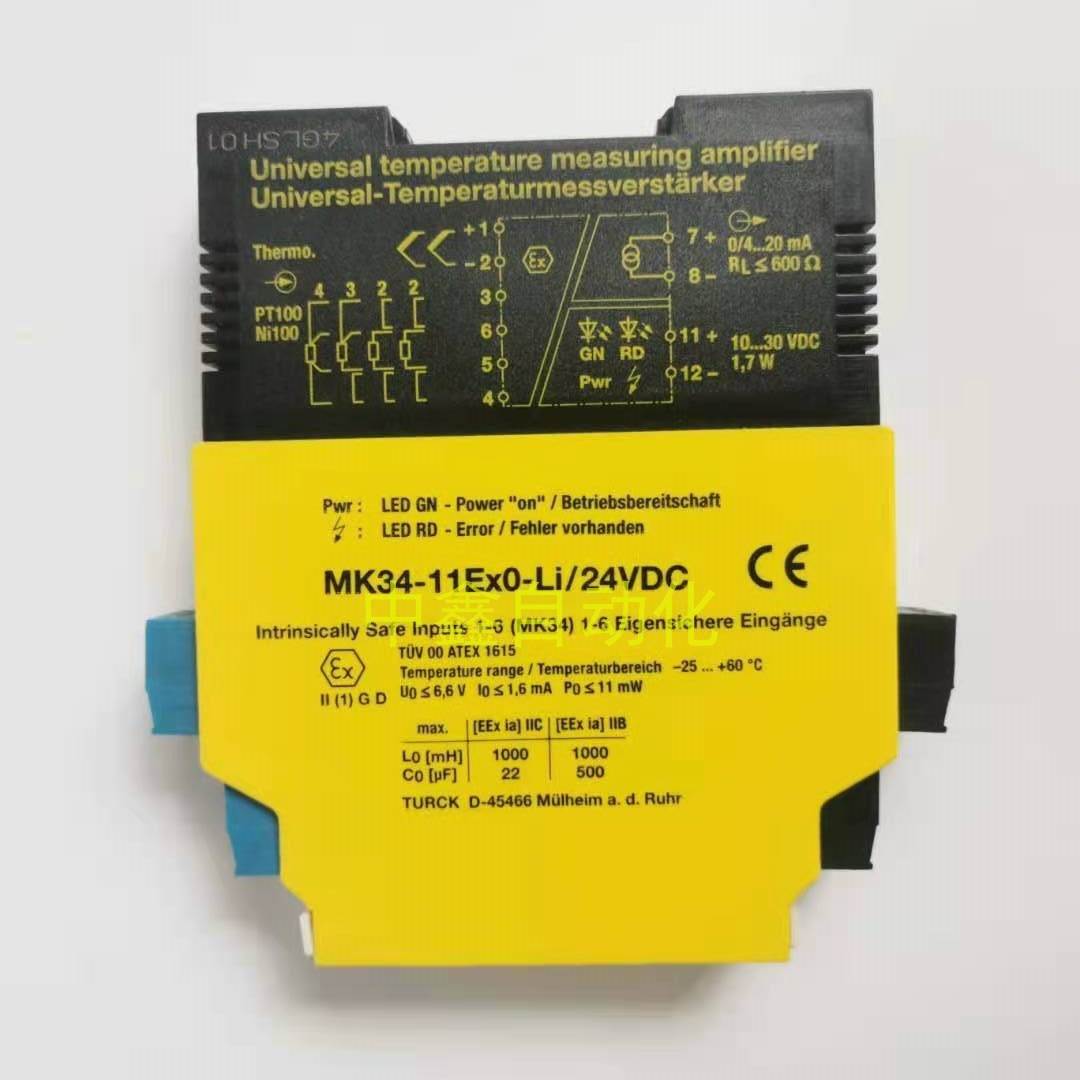 4GLSH01
Universal temperature measuring amplifier
Universal-Temperaturmessverstärker
Thermo.
PT100
Ni100
4 3 2 2
+ 1
- 2
3
6
5
4
Ex
7 +
8 -
0/4...20 mA
RL ≤ 600 Ω
GN RD
Pwr
11 +
12 -
10...30 VDC
1,7 W
Pwr : LED GN - Power "on" / Betriebsbereitschaft
: LED RD - Error / Fehler vorhanden
MK34-11Ex0-Li/24VDC CE
中鑫自动化
Intrinsically Safe Inputs 1-6 (MK34) 1-6 Eigensichere Eingänge
TÜV 00 ATEX 1615
Ex
Temperature range / Temperaturbereich -25 ... +60 °C
II (1) G D
U0 ≤ 6,6 V I0 ≤ 1,6 mA P0 ≤ 11 mW
max. [EEx ia] IIC [EEx ia] IIB
L0 [mH] 1000 1000
C0 [µF] 22 500
TURCK D-45466 Mülheim a. d. Ruhr